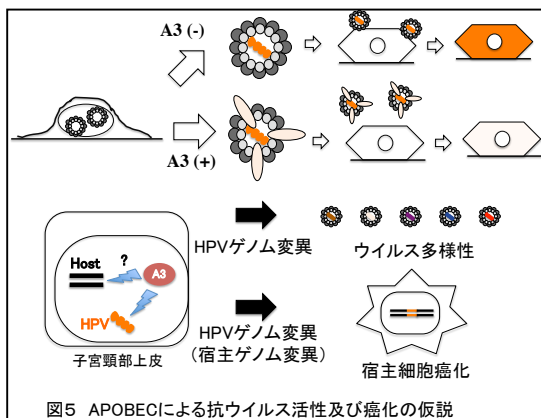 A3 (-)
A3 (+)
HPVゲノム変異
ウイルス多様性
?
Host
A3
HPV
子宮頸部上皮
HPVゲノム変異
(宿主ゲノム変異)
宿主細胞癌化
図5 APOBECによる抗ウイルス活性及び癌化の仮説